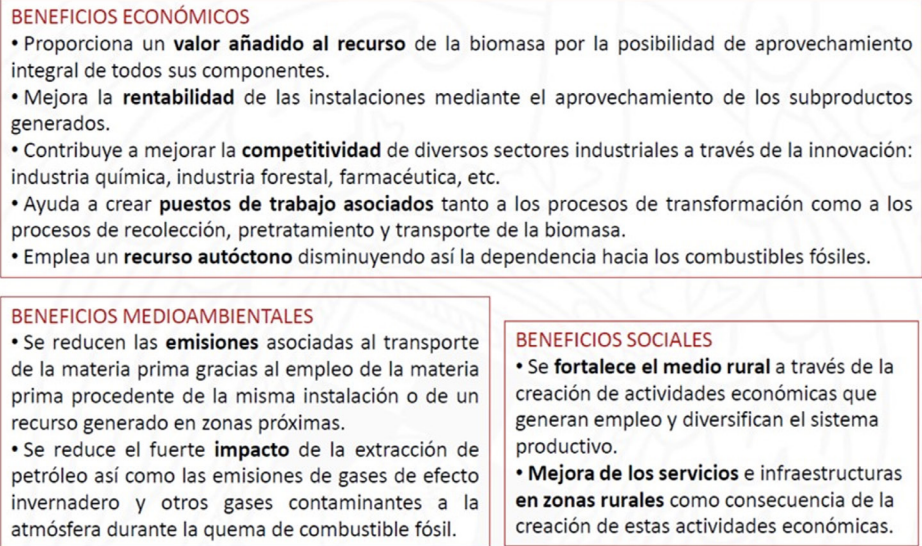 BENEFICIOS ECONÓMICOS
• Proporciona un valor añadido al recurso de la biomasa por la posibilidad de aprovechamiento
integral de todos sus componentes.
• Mejora la rentabilidad de las instalaciones mediante el aprovechamiento de los subproductos
generados.
• Contribuye a mejorar la competitividad de diversos sectores industriales a través de la innovación:
industria química, industria forestal, farmacéutica, etc.
• Ayuda a crear puestos de trabajo asociados tanto a los procesos de transformación como a los
procesos de recolección, pretratamiento y transporte de la biomasa.
• Emplea un recurso autóctono disminuyendo así la dependencia hacia los combustibles fósiles.
BENEFICIOS MEDIOAMBIENTALES
• Se reducen las emisiones asociadas al transporte
de la materia prima gracias al empleo de la materia
prima procedente de la misma instalación o de un
recurso generado en zonas próximas.
• Se reduce el fuerte impacto de la extracción de
petróleo así como las emisiones de gases de efecto
invernadero y otros gases contaminantes a la
atmósfera durante la quema de combustible fósil.
BENEFICIOS SOCIALES
• Se fortalece el medio rural a través de la
creación de actividades económicas que
generan empleo y diversifican el sistema
productivo.
• Mejora de los servicios e infraestructuras
en zonas rurales como consecuencia de la
creación de estas actividades económicas.